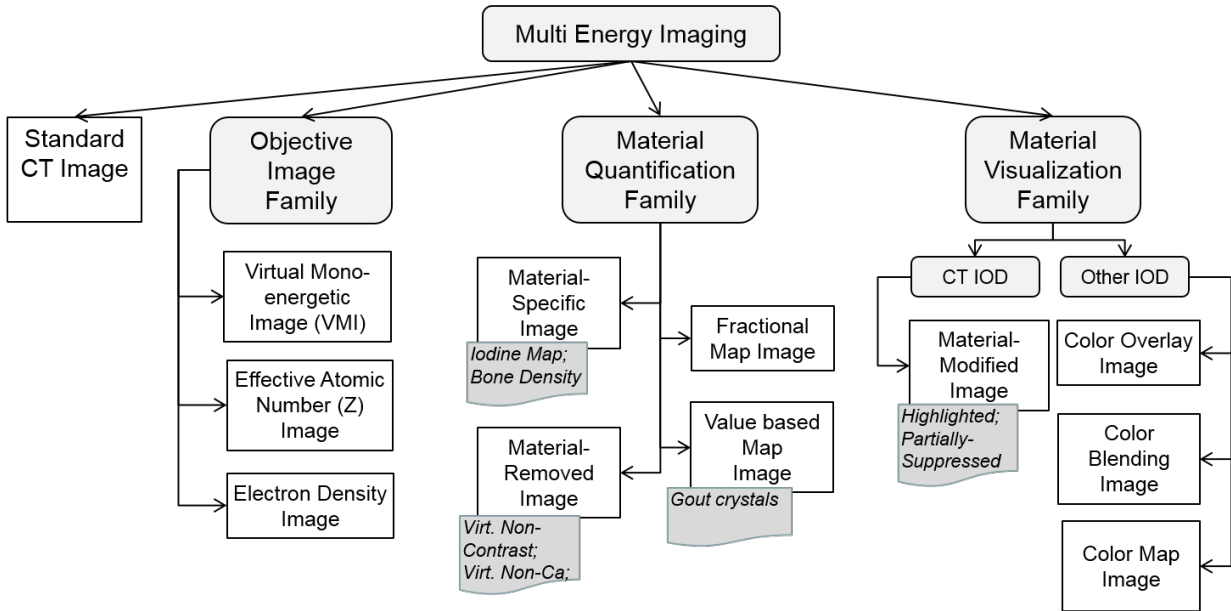 Multi Energy Imaging
Standard
CT Image
Objective
Image
Family
Virtual Mono-
energetic
Image (VMI)
Effective Atomic
Number (Z)
Image
Electron Density
Image
Material
Quantification
Family
Material-
Specific
Image
Iodine Map;
Bone Density
Fractional
Map Image
Material-
Removed
Image
Virt. Non-
Contrast;
Virt. Non-Ca;
Value based
Map
Image
Gout crystals
Material
Visualization
Family
CT IOD
Other IOD
Material-
Modified
Image
Highlighted;
Partially-
Suppressed
Color Overlay
Image
Color
Blending
Image
Color Map
Image